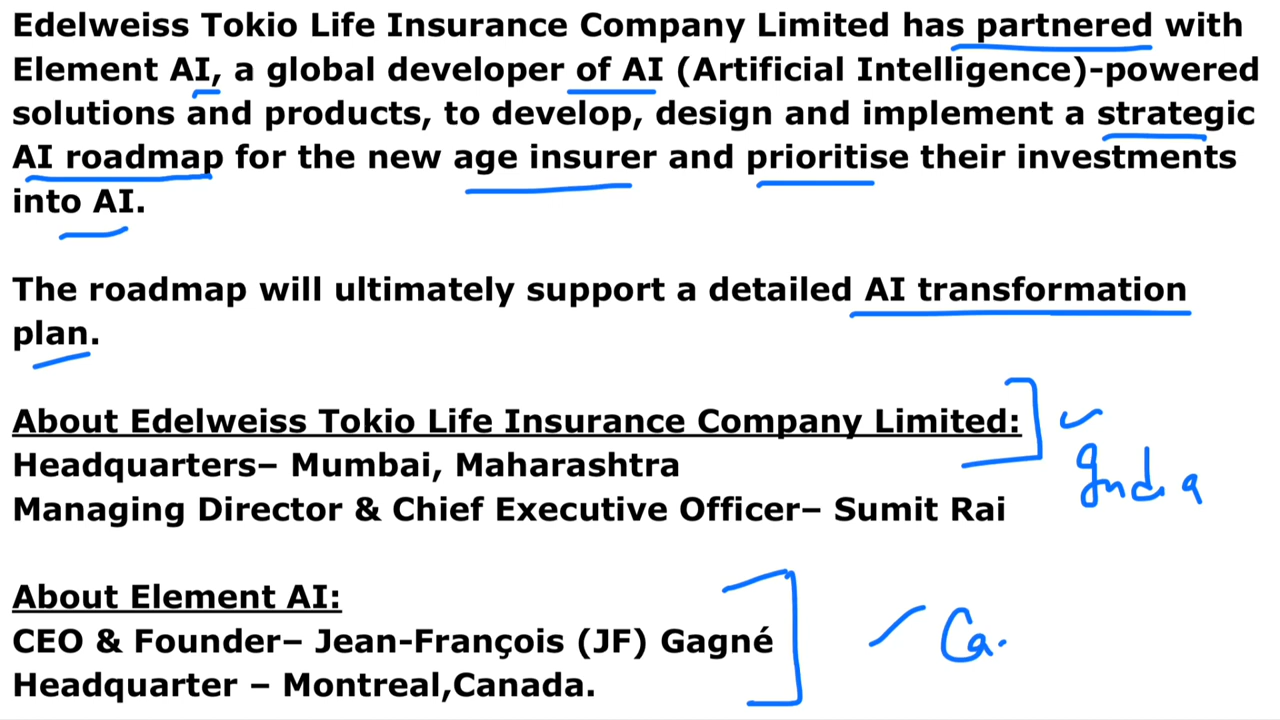 Edelweiss Tokio Life Insurance Company Limited has partnered with
Element AI, a global developer of AI (Artificial Intelligence)-powered
solutions and products, to develop, design and implement a strategic
AI roadmap for the new age insurer and prioritise their investments
into AI.
The roadmap will ultimately support a detailed AI transformation
plan.
About Edelweiss Tokio Life Insurance Company Limited:
Headquarters– Mumbai, Maharashtra
India
Managing Director & Chief Executive Officer– Sumit Rai
About Element AI:
CEO & Founder– Jean-François (JF) Gagné
Ca.
Headquarter – Montreal,Canada.